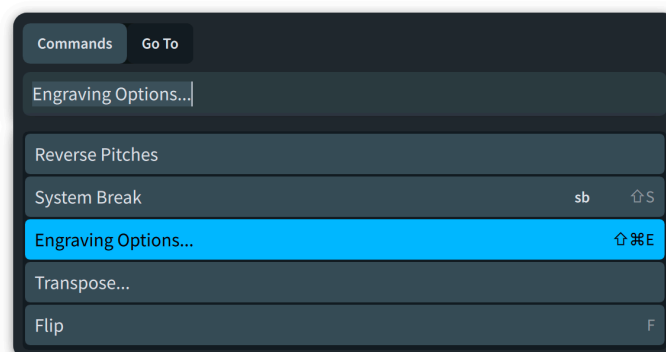 Commands Go To
Engraving Options...
Reverse Pitches
System Break sb ⇧S
Engraving Options... ⇧⌘E
Transpose...
Flip F